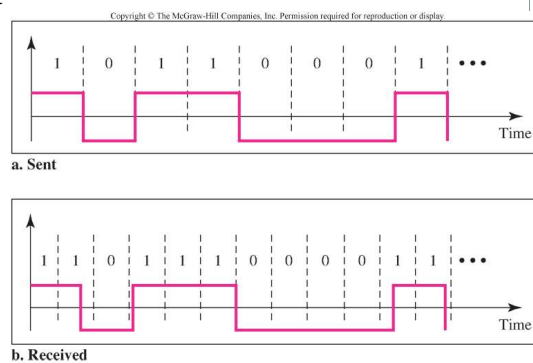 Copyright © The McGraw-Hill Companies, Inc. Permission required for reproduction or display.
1 0 1 1 0 0 0 1 •••
Time
a. Sent
1 1 0 1 1 1 0 0 0 0 1 1 •••
Time
b. Received